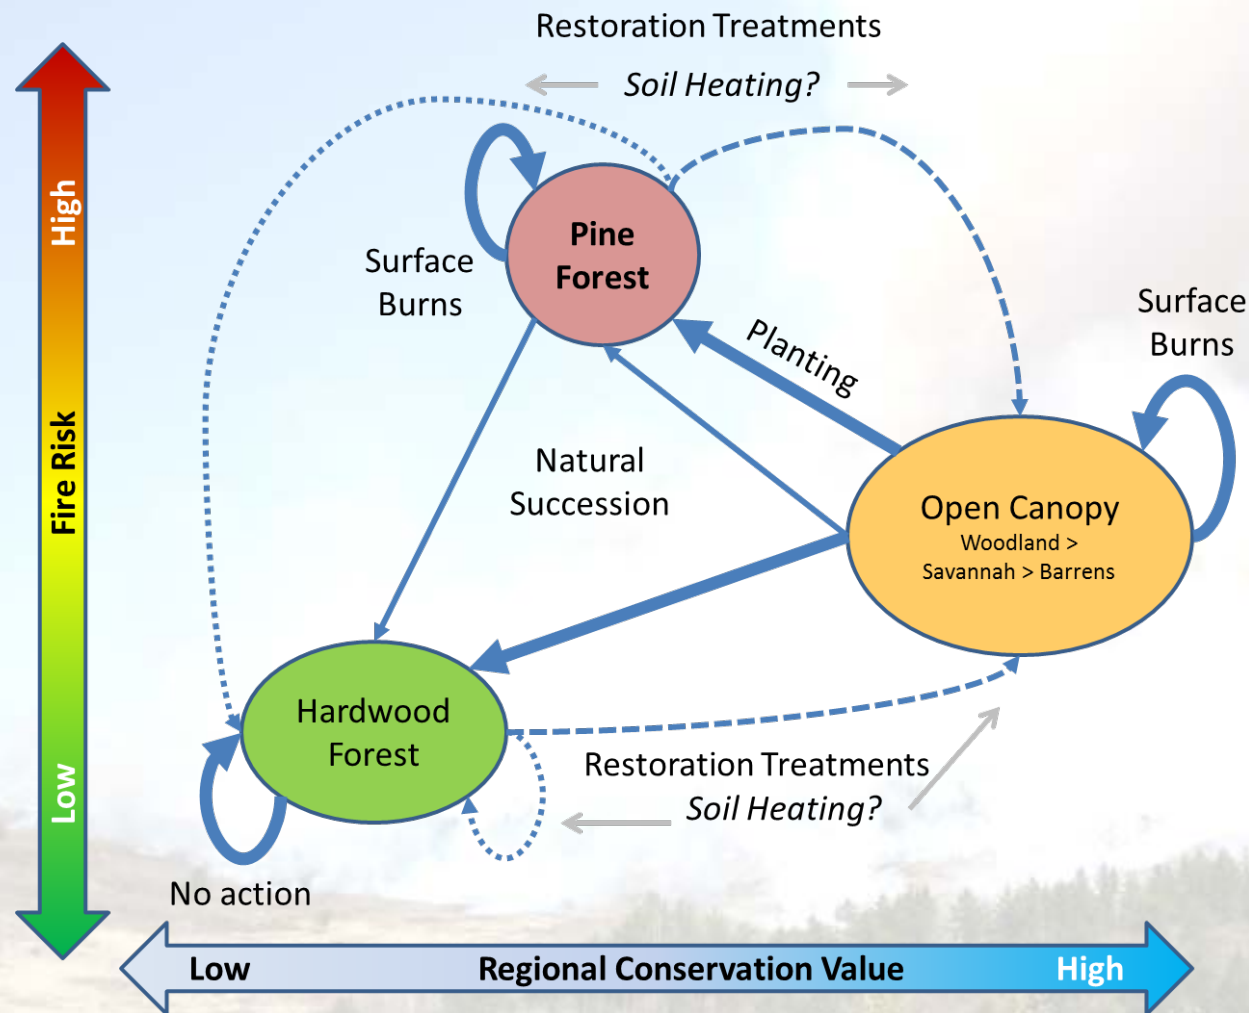 Restoration Treatments
Soil Heating?
High
Fire Risk
Low
Pine
Forest
Surface
Burns
Planting
Surface
Burns
Natural
Succession
Open Canopy
Woodland >
Savannah > Barrens
Hardwood
Forest
Restoration Treatments
Soil Heating?
No action
Low
Regional Conservation Value
High